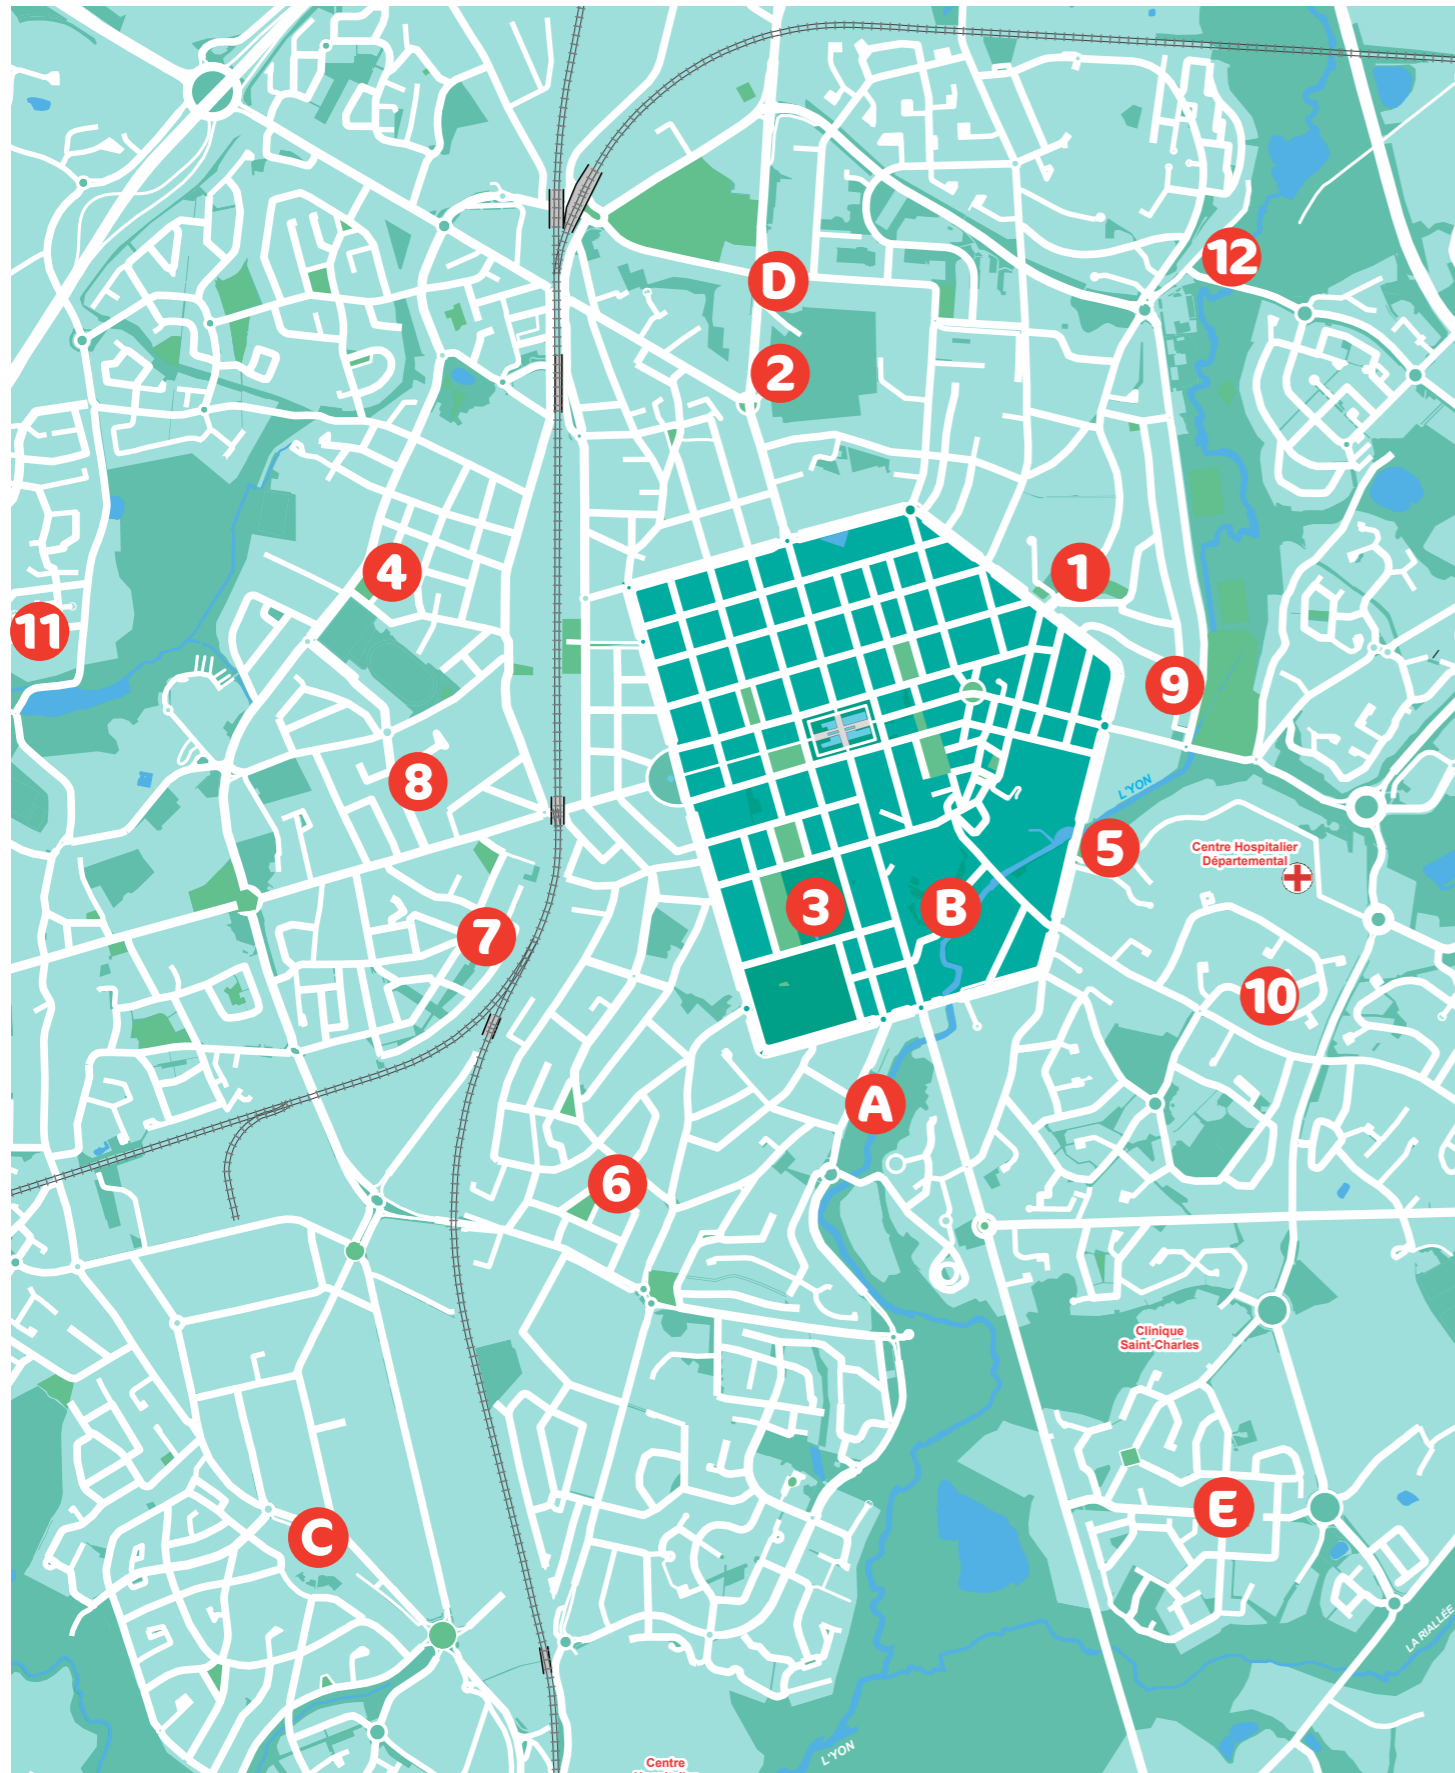 12
D
2
4
1
11
9
8
L'YON
5
Centre Hospitalier
Départemental
3
B
7
10
A
6
Clinique
Saint-Charles
E
C
LA RIALLÉE
L'YON
Centre